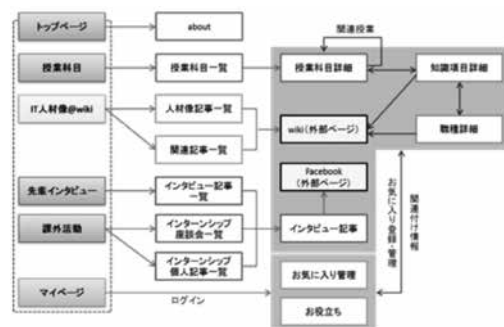 トップページ
about
関連授業
授業科目
授業科目一覧
授業科目詳細
知識項目詳細
IT人材像@wiki
人材像記事一覧
wiki(外部ページ)
職種詳細
関連記事一覧
Facebook
(外部ページ)
先輩インタビュー
インタビュー記事
一覧
課外活動
インターンシップ
座談会一覧
インタビュー記事
インターンシップ
個人記事一覧
お気に入り登録・管理
関連付け情報
マイページ
ログイン
お気に入り管理
お役立ち